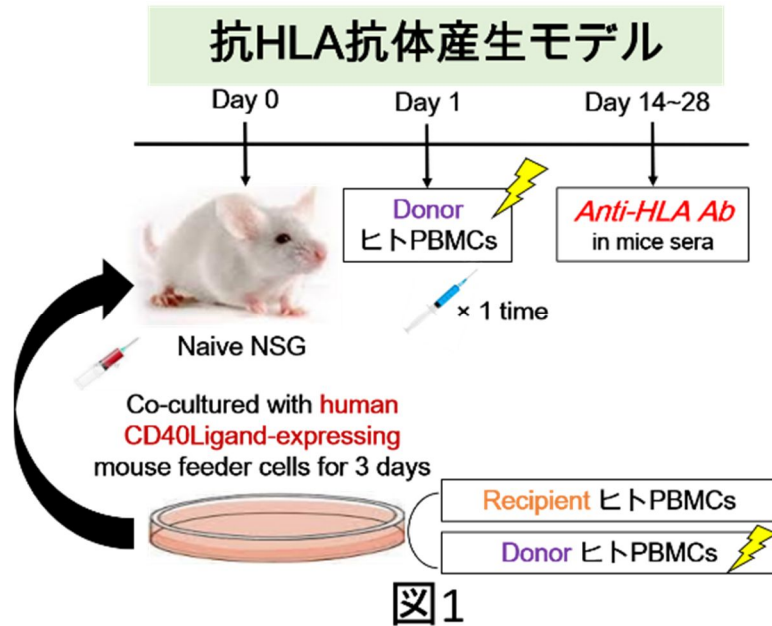 抗HLA抗体産生モデル
Day 0
Day 1
Day 14~28
Donor
ヒトPBMCs
Anti-HLA Ab
in mice sera
× 1 time
Naive NSG
Co-cultured with human
CD40Ligand-expressing
mouse feeder cells for 3 days
Recipient ヒトPBMCs
Donor ヒトPBMCs
図1